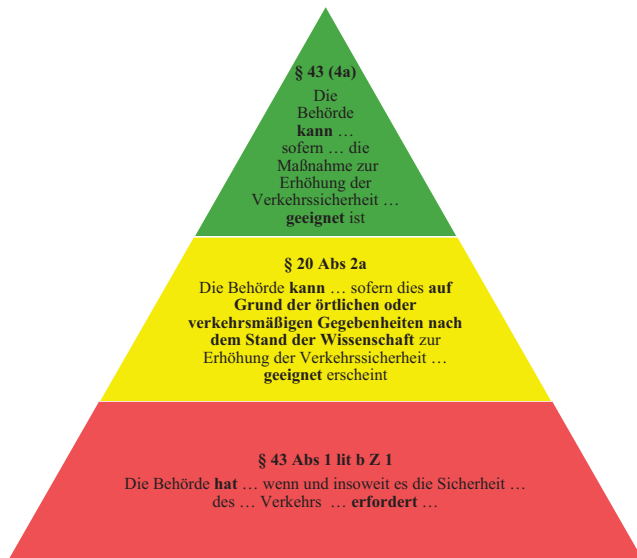 § 43 (4a)
Die
Behörde
kann …
sofern … die
Maßnahme zur
Erhöhung der
Verkehrssicherheit …
geeignet ist
§ 20 Abs 2a
Die Behörde kann … sofern dies auf
Grund der örtlichen oder
verkehrsmäßigen Gegebenheiten nach
dem Stand der Wissenschaft zur
Erhöhung der Verkehrssicherheit …
geeignet erscheint
§ 43 Abs 1 lit b Z 1
Die Behörde hat … wenn und insoweit es die Sicherheit …
des … Verkehrs … erfordert …